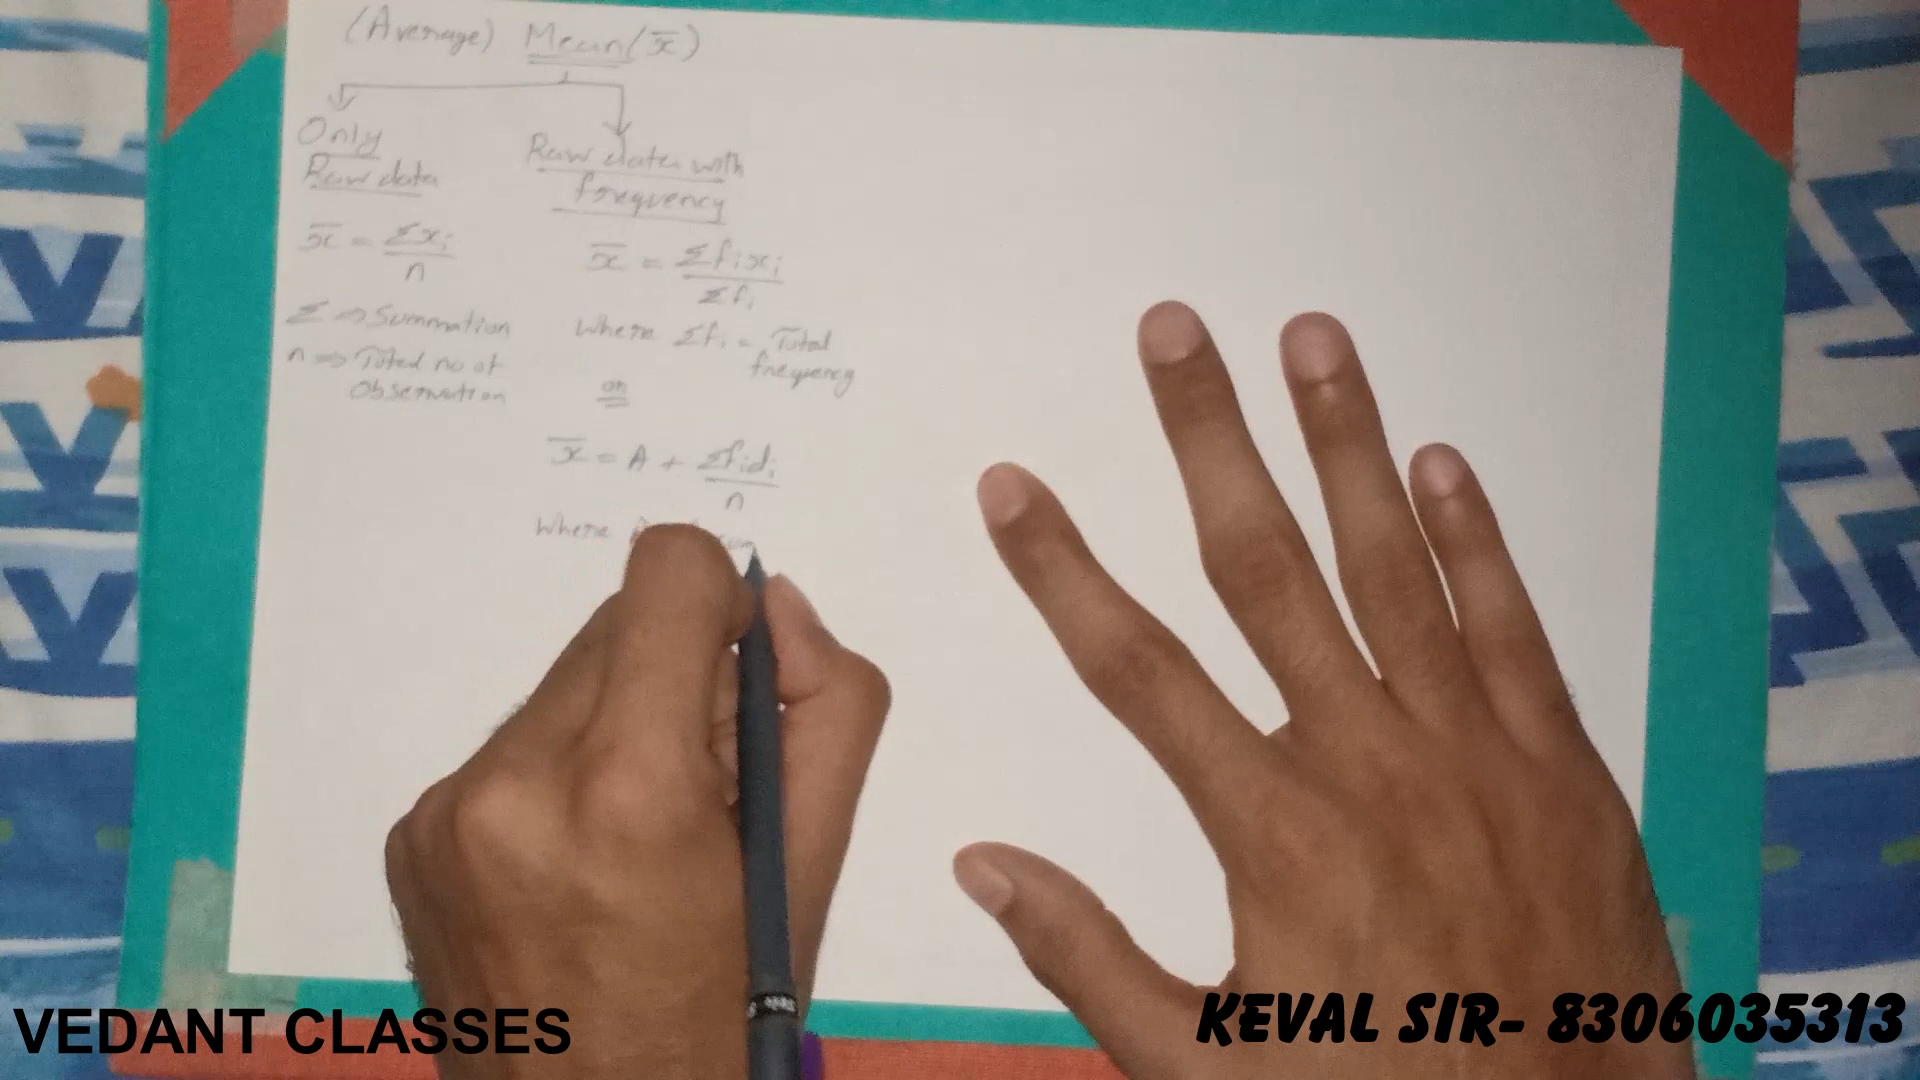 (Average) Mean (x̄)
Only
Raw data
x̄ = Σxi / n
Σ ⇒ Summation
n ⇒ Total no of
Observation
Raw data with
frequency
x̄ = Σfixi / Σfi
Where Σfi = Total
frequency
or
x̄ = A + Σfidi / n
Where
VEDANT CLASSES
KEVAL SIR- 8306035313